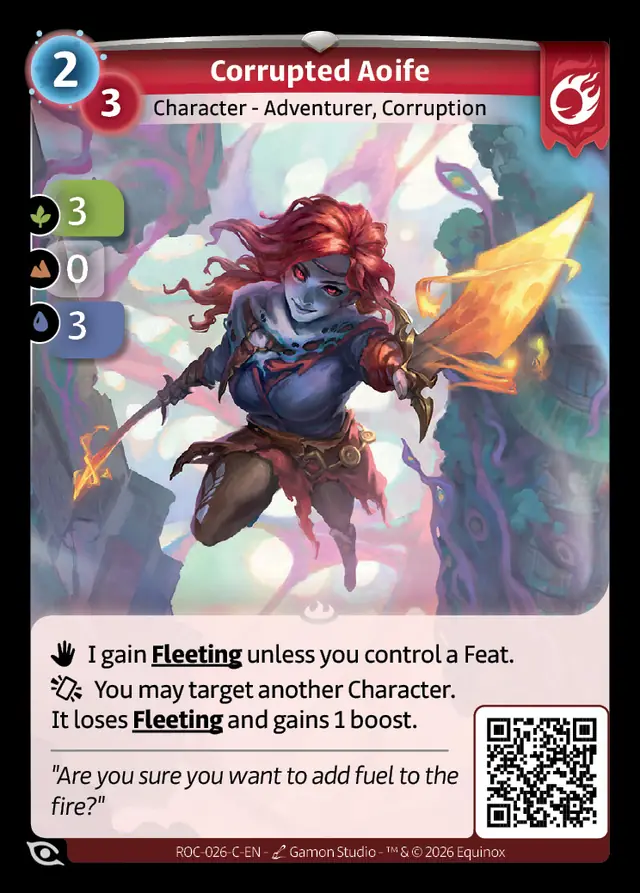 2
Corrupted Aoife
3
Character - Adventurer, Corruption
3
0
3
I gain Fleeting unless you control a Feat.
You may target another Character.
It loses Fleeting and gains 1 boost.
"Are you sure you want to add fuel to the
fire?"
ROC-026-C-EN - Gamon Studio - ™ & © 2026 Equinox